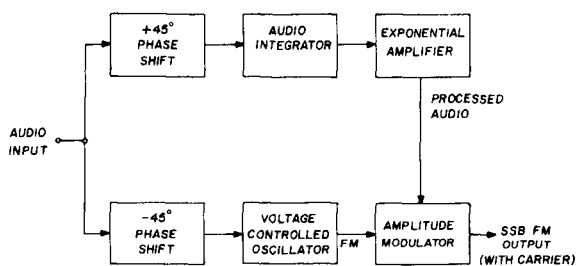 +45°
PHASE
SHIFT
AUDIO
INTEGRATOR
EXPONENTIAL
AMPLIFIER
PROCESSED
AUDIO
AUDIO
INPUT
-45°
PHASE
SHIFT
VOLTAGE
CONTROLLED
OSCILLATOR
FM
AMPLITUDE
MODULATOR
SSB FM
OUTPUT
(WITH CARRIER)